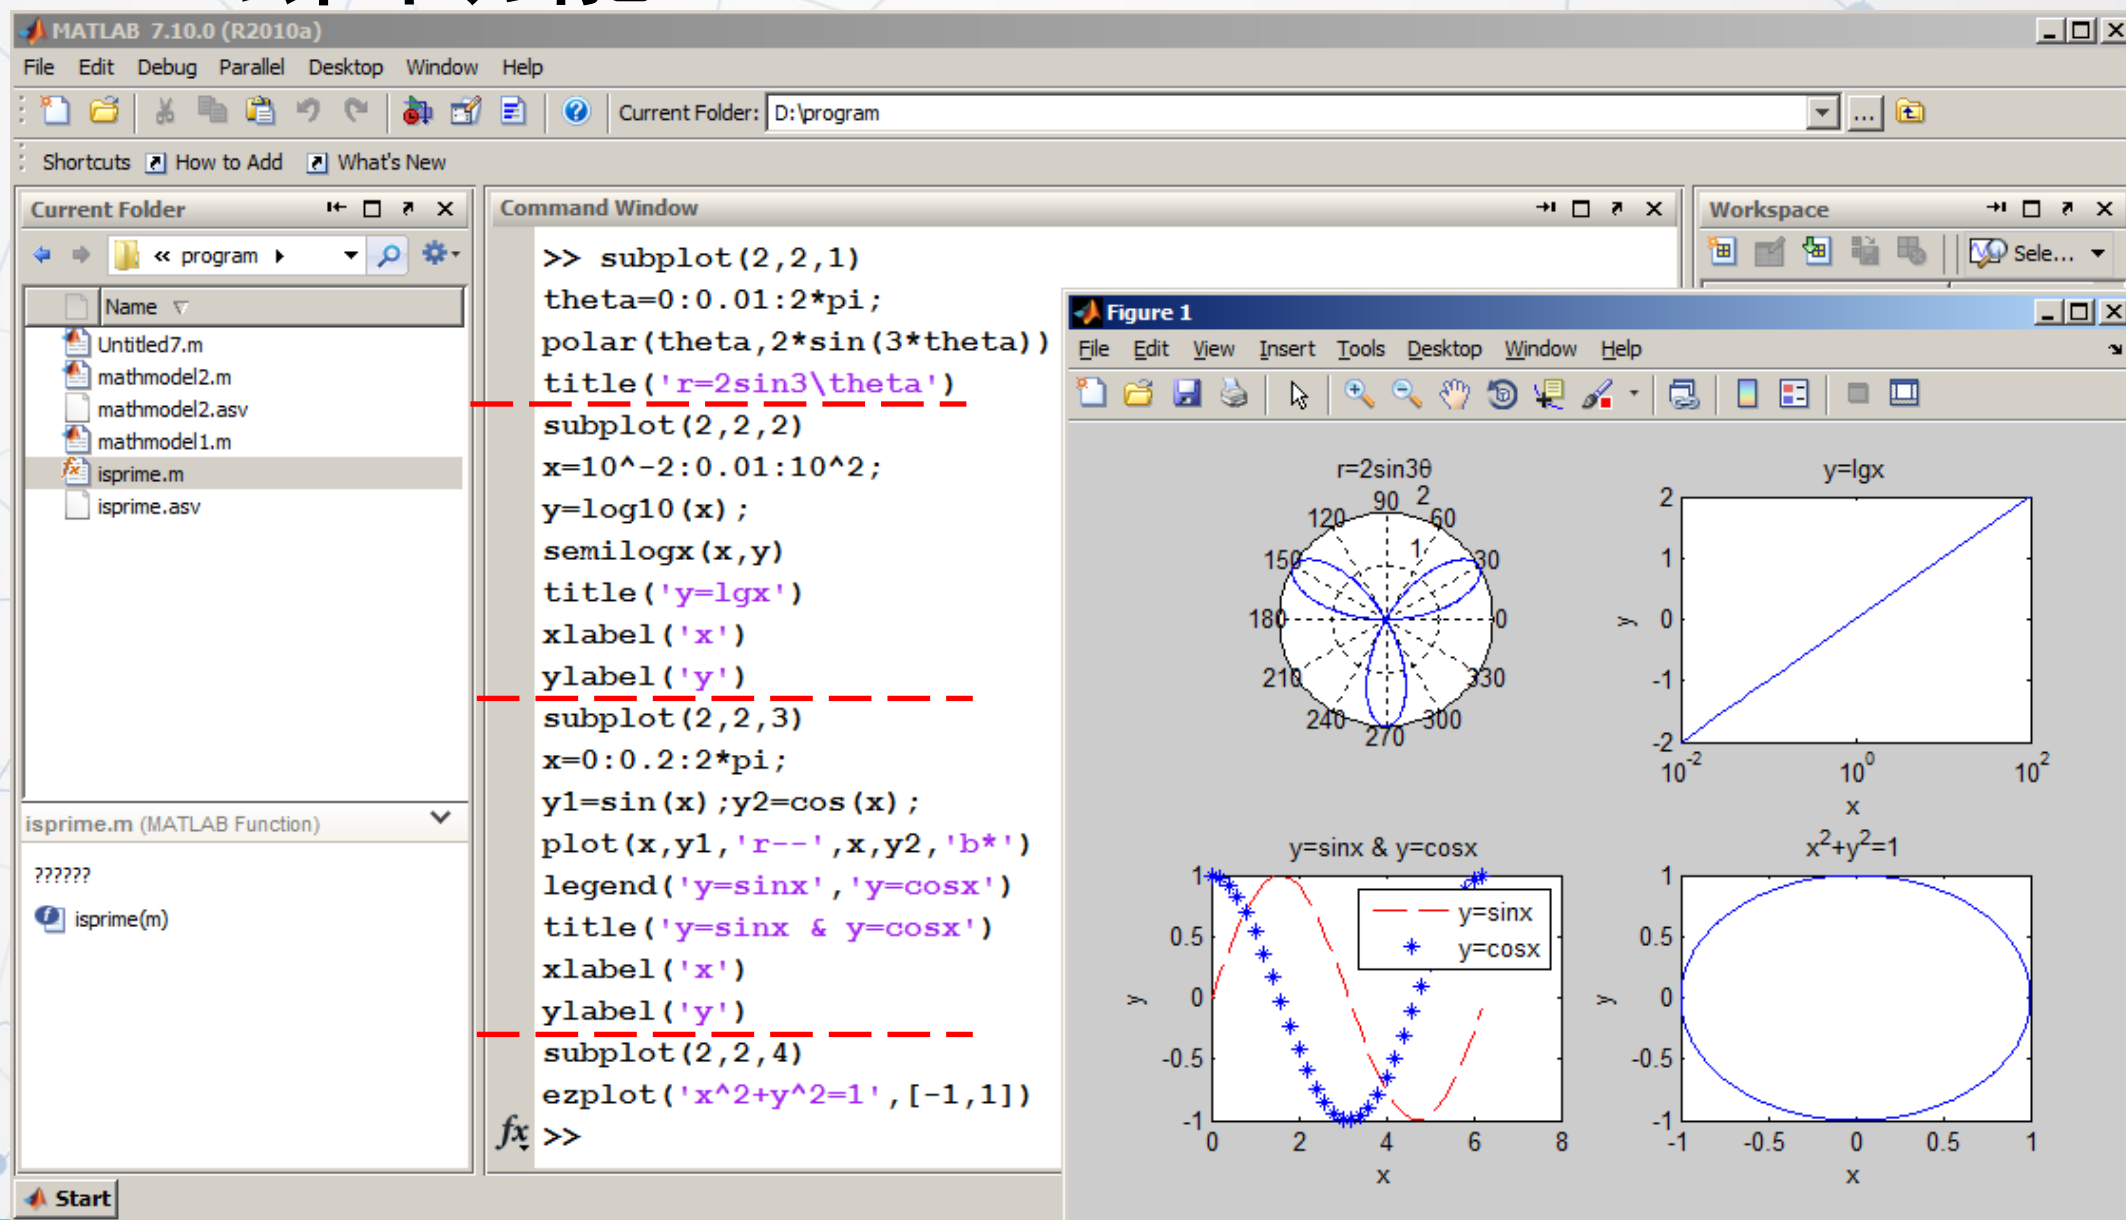 MATLAB 7.10.0 (R2010a)
File Edit Debug Parallel Desktop Window Help
Current Folder: D:\program
Shortcuts How to Add What's New
Current Folder
« program
Name
Untitled7.m
mathmodel2.m
mathmodel2.asv
mathmodel1.m
isprime.m
isprime.asv
isprime.m (MATLAB Function)
??????
isprime(m)
Start
Command Window
>> subplot(2,2,1)
theta=0:0.01:2*pi;
polar(theta,2*sin(3*theta))
title('r=2sin3\theta')
subplot(2,2,2)
x=10^-2:0.01:10^2;
y=log10(x);
semilogx(x,y)
title('y=lgx')
xlabel('x')
ylabel('y')
subplot(2,2,3)
x=0:0.2:2*pi;
y1=sin(x);y2=cos(x);
plot(x,y1,'r--',x,y2,'b*')
legend('y=sinx','y=cosx')
title('y=sinx & y=cosx')
xlabel('x')
ylabel('y')
subplot(2,2,4)
ezplot('x^2+y^2=1',[-1,1])
fx >>
Workspace
Sele...
Figure 1
File Edit View Insert Tools Desktop Window Help
r=2sin3θ
90 2
120 60
1
150 30
180 0
210 330
240 300
270
y=lgx
2
1
y 0
-1
-2
10^-2 10^0 10^2
x
y=sinx & y=cosx
1
y=sinx
0.5
y=cosx
y 0
-0.5
-1
0 2 4 6 8
x
x^2+y^2=1
1
0.5
y 0
-0.5
-1
-1 -0.5 0 0.5 1
x